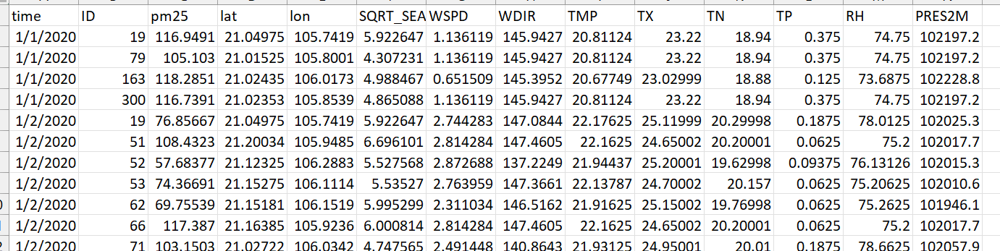 time ID pm25 lat lon SQRT_SEA WSPD WDIR TMP TX TN TP RH PRES2M
1/1/2020 19 116.9491 21.04975 105.7419 5.922647 1.136119 145.9427 20.81124 23.22 18.94 0.375 74.75 102197.2
1/1/2020 79 105.103 21.01525 105.8001 4.307231 1.136119 145.9427 20.81124 23.22 18.94 0.375 74.75 102197.2
1/1/2020 163 118.2851 21.02435 106.0173 4.988467 0.651509 145.3952 20.67749 23.02999 18.88 0.125 73.6875 102228.8
1/1/2020 300 116.7391 21.02353 105.8539 4.865088 1.136119 145.9427 20.81124 23.22 18.94 0.375 74.75 102197.2
1/2/2020 19 76.85667 21.04975 105.7419 5.922647 2.744283 147.0844 22.17625 25.11999 20.29998 0.1875 78.0125 102025.3
1/2/2020 51 108.4323 21.20034 105.9485 6.696101 2.814284 147.4605 22.1625 24.65002 20.20001 0.0625 75.2 102017.7
1/2/2020 52 57.68377 21.12325 106.2883 5.527568 2.872688 137.2249 21.94437 25.20001 19.62998 0.09375 76.13126 102015.3
1/2/2020 53 74.36691 21.15275 106.1114 5.53527 2.763959 147.3661 22.13787 24.70002 20.157 0.0625 75.20625 102010.6
1/2/2020 62 69.75539 21.15181 106.1519 5.995299 2.311034 146.5162 21.91625 25.15002 19.76998 0.0625 75.2625 101946.1
1/2/2020 66 117.387 21.16385 105.9236 6.000814 2.814284 147.4605 22.1625 24.65002 20.20001 0.0625 75.2 102017.7
1/2/2020 71 103.1503 21.02722 106.0342 4.747565 2.491448 140.8643 21.93125 24.95001 20.01 0.1875 78.6625 102057.9